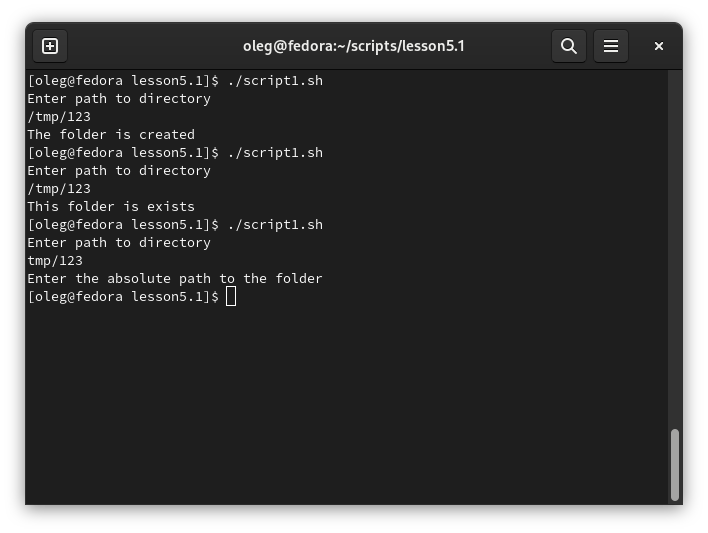 oleg@fedora:~/scripts/lesson5.1
[oleg@fedora lesson5.1]$ ./script1.sh
Enter path to directory
/tmp/123
The folder is created
[oleg@fedora lesson5.1]$ ./script1.sh
Enter path to directory
/tmp/123
This folder is exists
[oleg@fedora lesson5.1]$ ./script1.sh
Enter path to directory
tmp/123
Enter the absolute path to the folder
[oleg@fedora lesson5.1]$